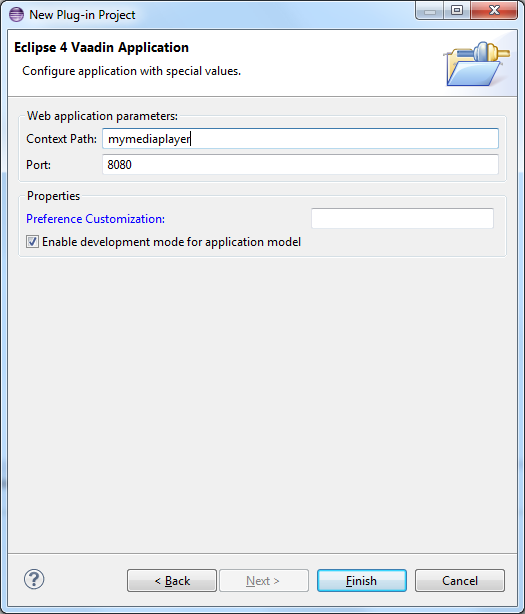 New Plug-in Project
Eclipse 4 Vaadin Application
Configure application with special values.
Web application parameters:
Context Path: mymediaplayer
Port: 8080
Properties
Preference Customization:
Enable development mode for application model
? < Back Next > Finish Cancel